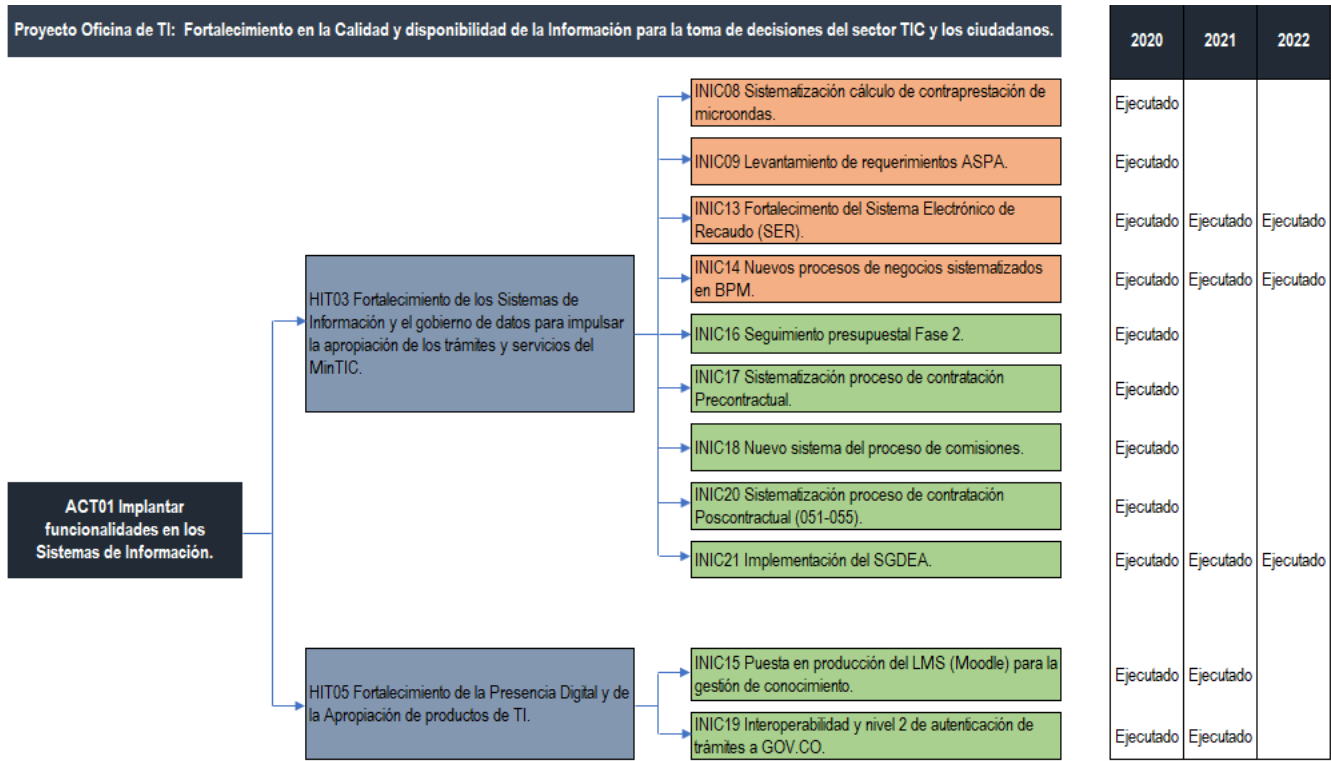 Proyecto Oficina de TI: Fortalecimiento en la Calidad y disponibilidad de la Información para la toma de decisiones del sector TIC y los ciudadanos.
2020 2021 2022
INIC08 Sistematización cálculo de contraprestación de
microondas.
Ejecutado
INIC09 Levantamiento de requerimientos ASPA.
Ejecutado
INIC13 Fortalecimento del Sistema Electrónico de
Recaudo (SER).
Ejecutado Ejecutado Ejecutado
INIC14 Nuevos procesos de negocios sistematizados
en BPM.
Ejecutado Ejecutado Ejecutado
HIT03 Fortalecimiento de los Sistemas de
Información y el gobierno de datos para impulsar
la apropiación de los trámites y servicios del
MinTIC.
INIC16 Seguimiento presupuestal Fase 2.
Ejecutado
INIC17 Sistematización proceso de contratación
Precontractual.
Ejecutado
INIC18 Nuevo sistema del proceso de comisiones.
Ejecutado
INIC20 Sistematización proceso de contratación
Poscontractual (051-055).
Ejecutado
ACT01 Implantar
funcionalidades en los
Sistemas de Información.
INIC21 Implementación del SGDEA.
Ejecutado Ejecutado Ejecutado
HIT05 Fortalecimiento de la Presencia Digital y de
la Apropiación de productos de TI.
INIC15 Puesta en producción del LMS (Moodle) para la
gestión de conocimiento.
Ejecutado Ejecutado
INIC19 Interoperabilidad y nivel 2 de autenticación de
trámites a GOV.CO.
Ejecutado Ejecutado